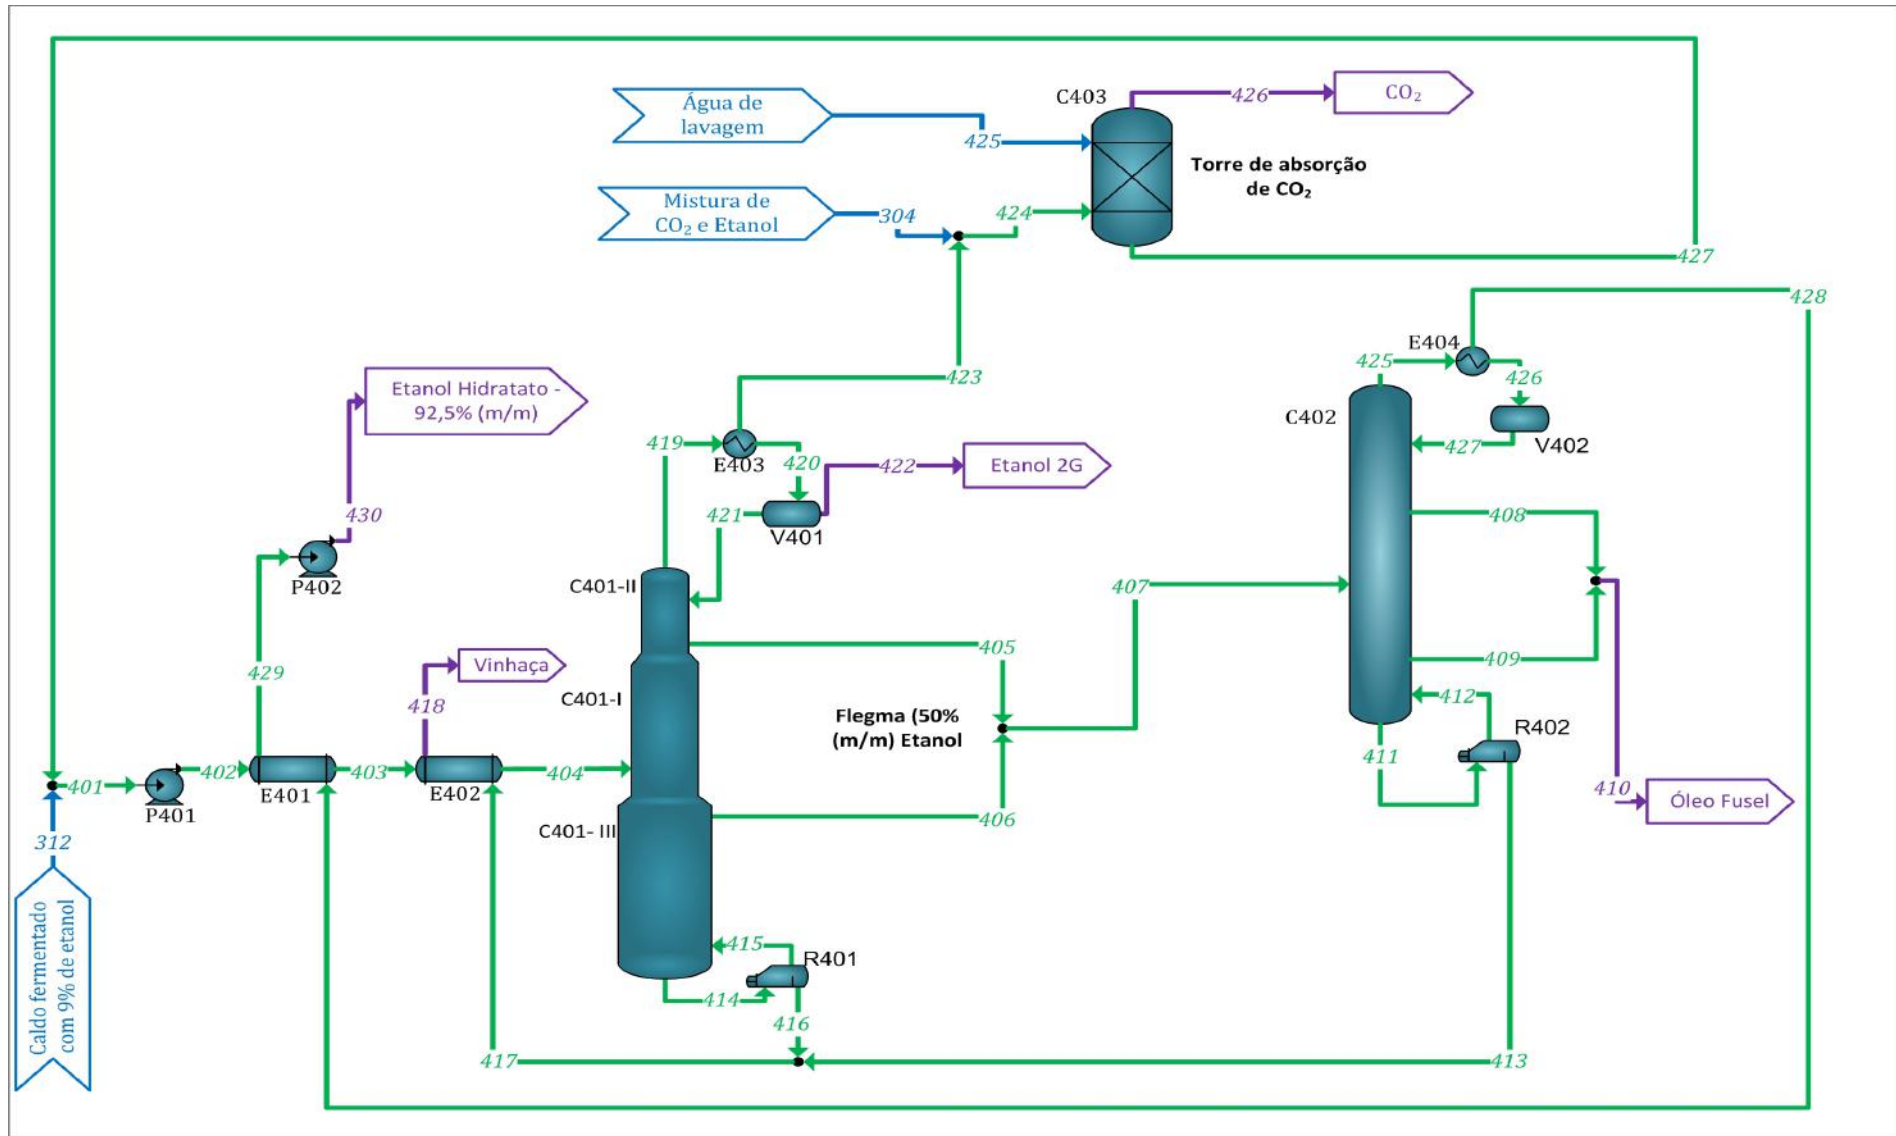 Água de
lavagem
425
C403
426
CO₂
Torre de absorção
de CO₂
Mistura de
CO₂ e Etanol
304
424
427
423
428
E404
425
426
C402
427
V402
Etanol Hidratato -
92,5% (m/m)
430
P402
429
419
E403
420
422
Etanol 2G
421
V401
C401-II
405
407
408
409
412
R402
411
410
Óleo Fusel
Vinhaça
418
C401-I
Flegma (50%
(m/m) Etanol
401
P401
402
E401
403
E402
404
C401- III
406
312
Caldo fermentado
com 9% de etanol
415
R401
414
416
417
413